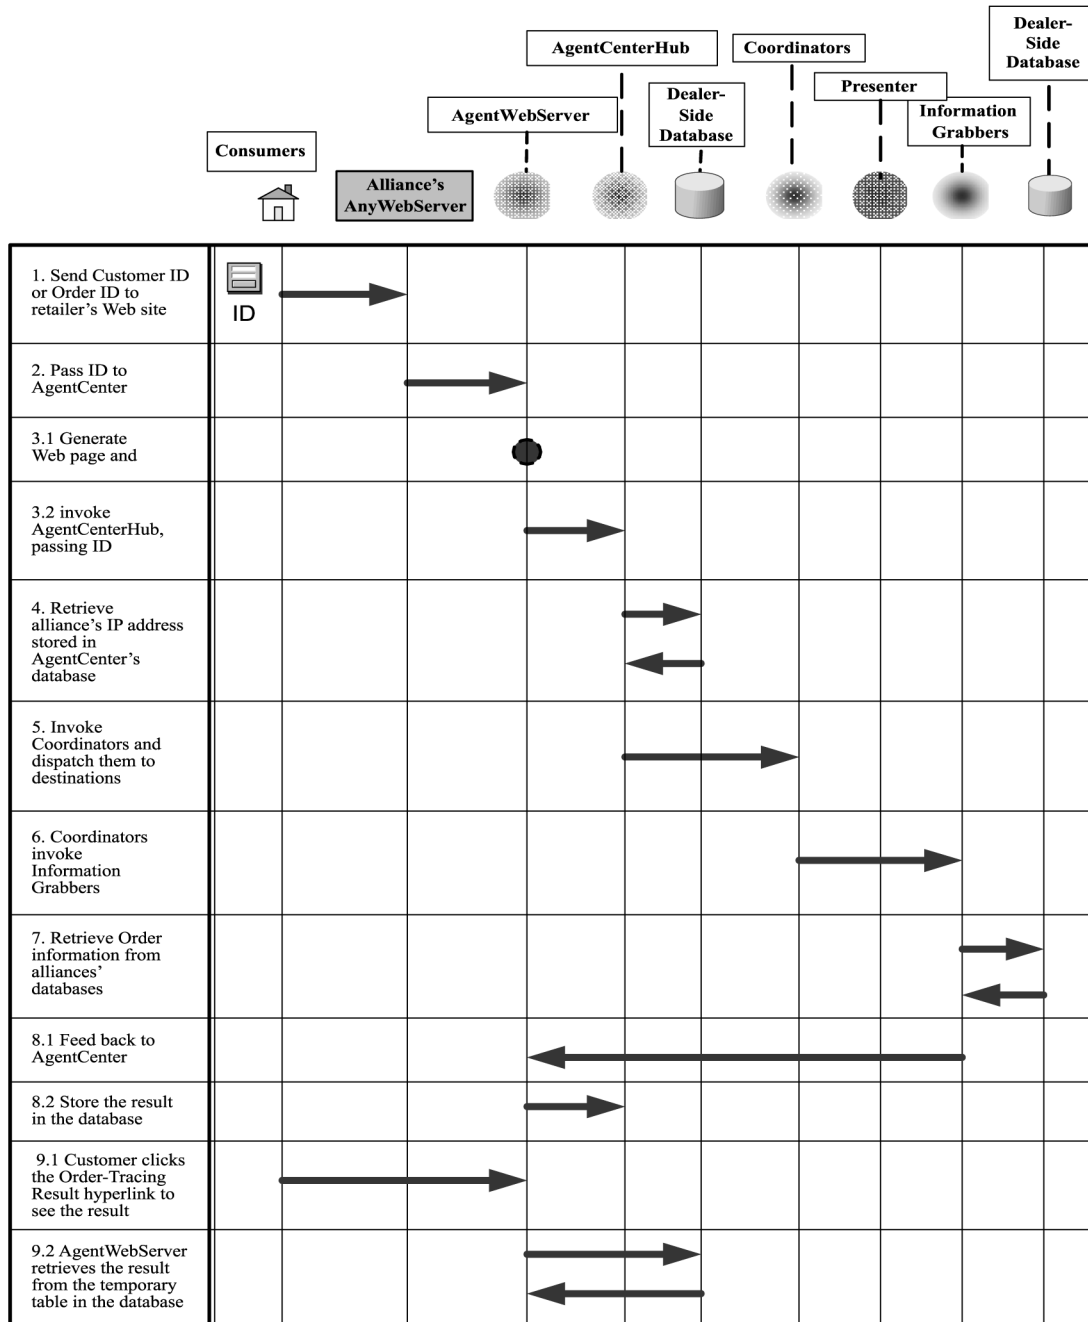 Dealer-
Side
Database
AgentCenterHub
Coordinators
Presenter
Dealer-
Side
Database
AgentWebServer
Information
Grabbers
Consumers
Alliance's
AnyWebServer
1. Send Customer ID
or Order ID to
retailer's Web site
ID
2. Pass ID to
AgentCenter
3.1 Generate
Web page and
3.2 invoke
AgentCenterHub,
passing ID
4. Retrieve
alliance's IP address
stored in
AgentCenter's
database
5. Invoke
Coordinators and
dispatch them to
destinations
6. Coordinators
invoke
Information
Grabbers
7. Retrieve Order
information from
alliances'
databases
8.1 Feed back to
AgentCenter
8.2 Store the result
in the database
9.1 Customer clicks
the Order-Tracing
Result hyperlink to
see the result
9.2 AgentWebServer
retrieves the result
from the temporary
table in the database